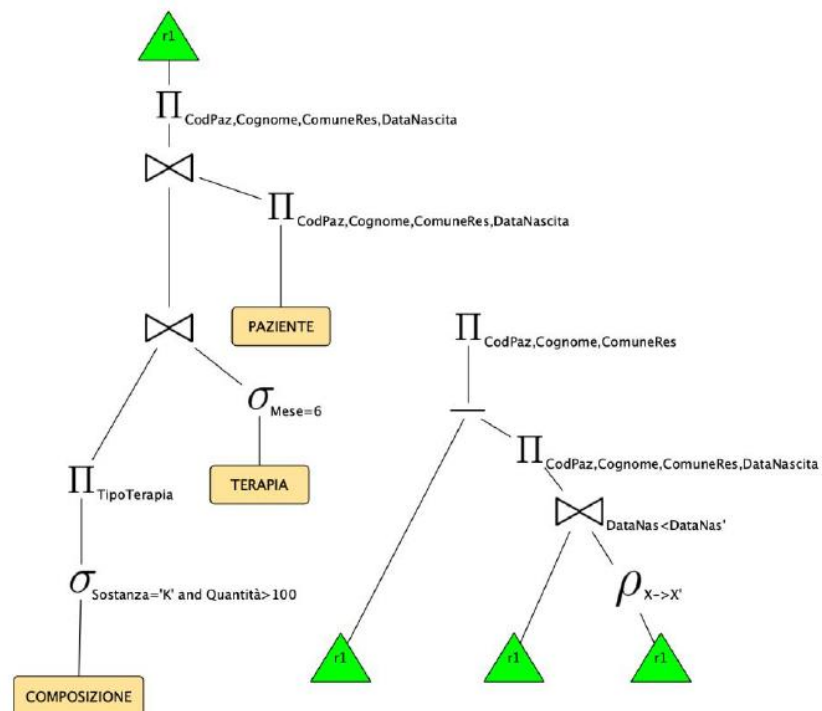 r1
Π CodPaz,Cognome,ComuneRes,DataNascita
⋈
Π CodPaz,Cognome,ComuneRes,DataNascita
PAZIENTE
⋈
σ Mese=6
TERAPIA
Π TipoTerapia
σ Sostanza='K' and Quantità>100
COMPOSIZIONE
Π CodPaz,Cognome,ComuneRes
—
Π CodPaz,Cognome,ComuneRes,DataNascita
⋈ DataNas<DataNas'
ρ X->X'
r1
r1
r1